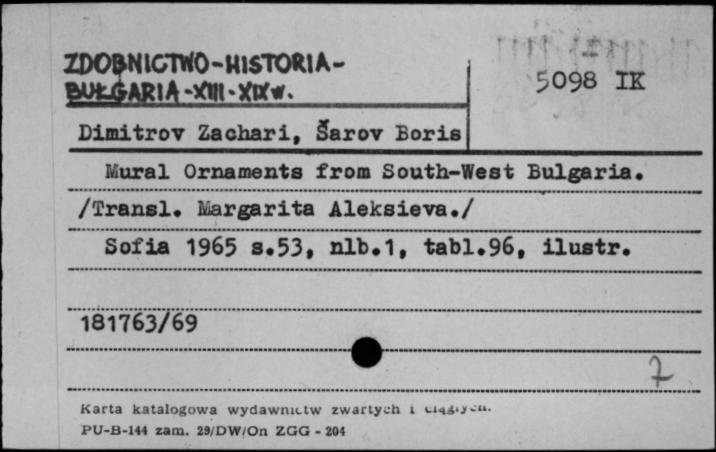 ZDOBNICTWO-HISTORIA-
BUŁGARIA-XIII-XIX w.
5098 IK
Dimitrov Zachari, Šarov Boris
Mural Ornaments from South-West Bulgaria.
/Transl. Margarita Aleksieva./
Sofia 1965 s.53, nlb.1, tabl.96, ilustr.
181763/69
7
Karta katalogowa wydawnictw zwartych i ciągłych.
PU-B-144 zam. 29/DW/On ZGG - 204